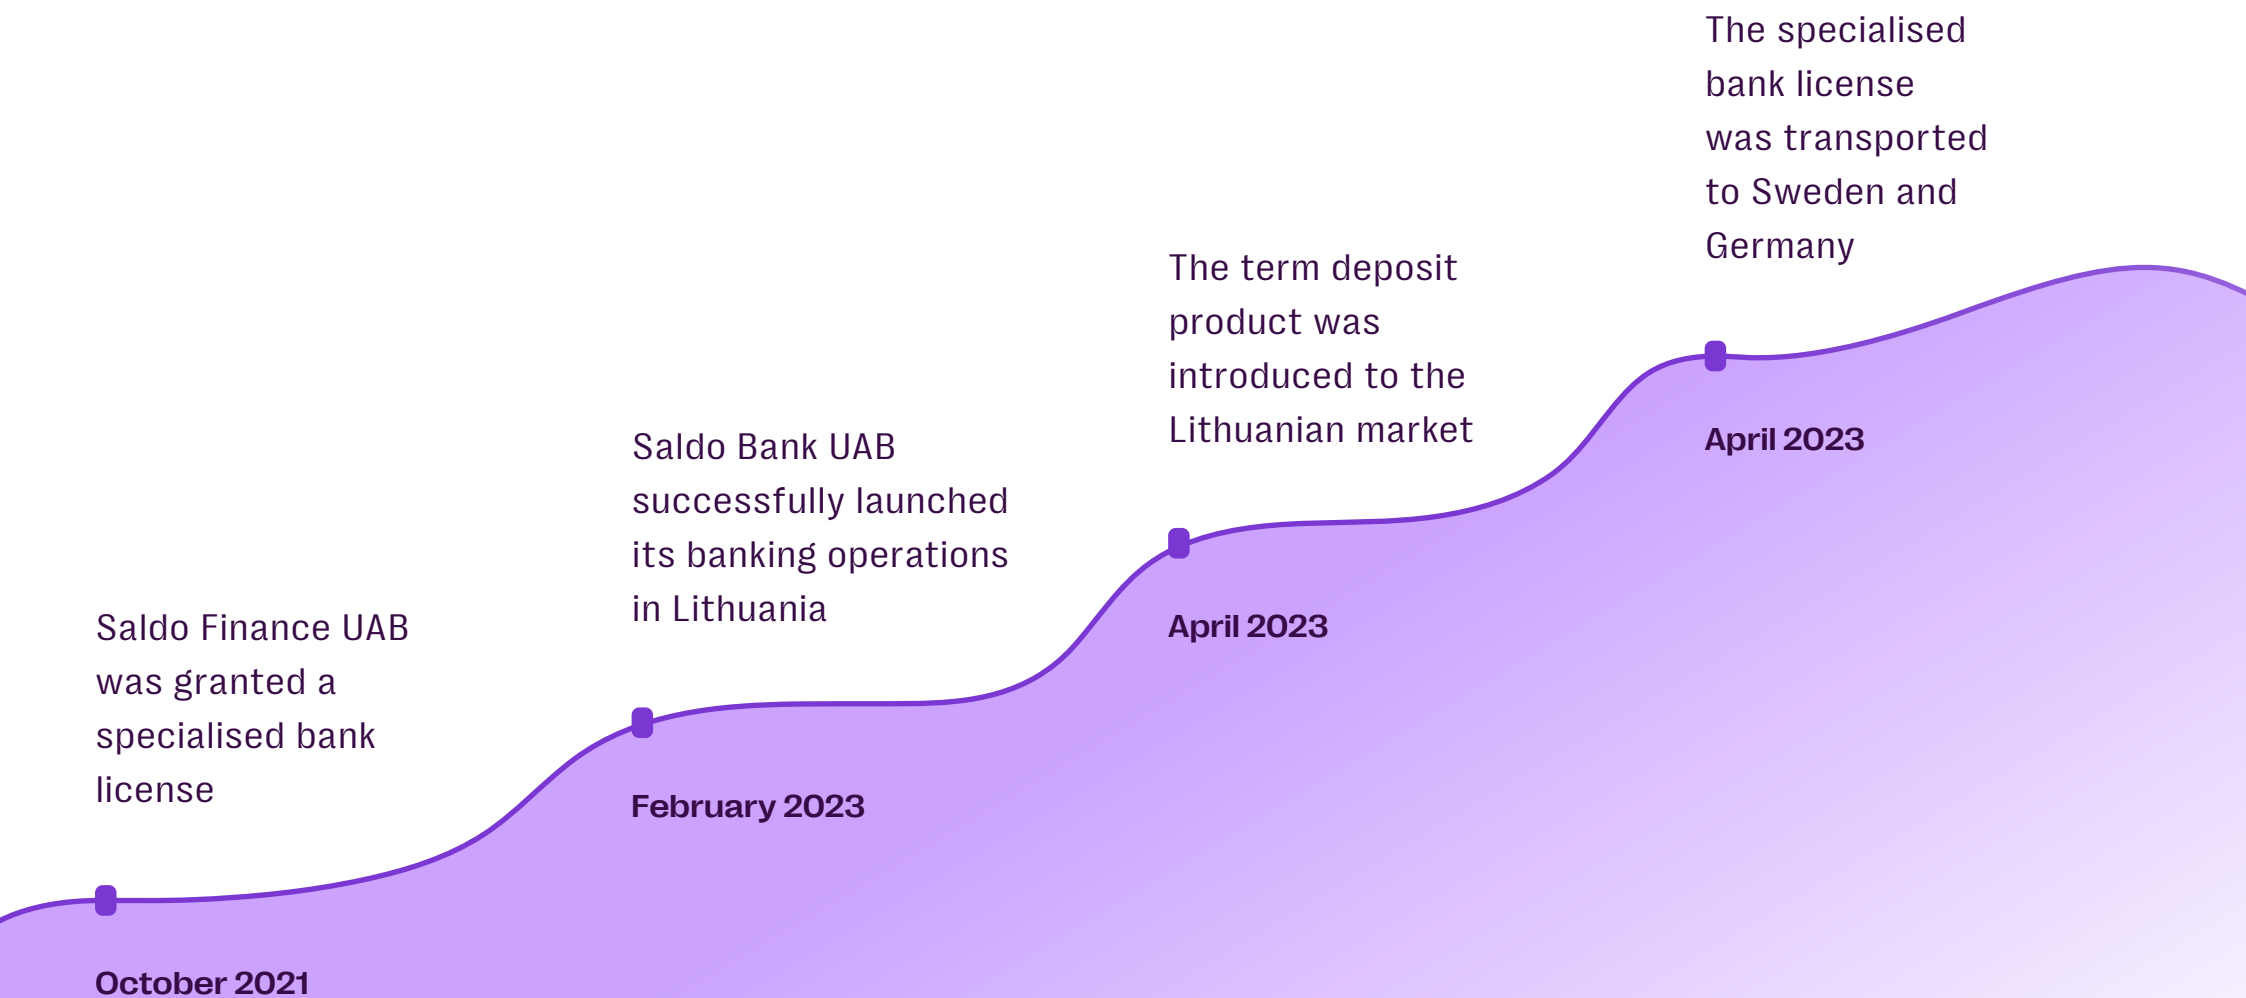 Saldo Finance UAB
was granted a
specialised bank
license
October 2021
Saldo Bank UAB
successfully launched
its banking operations
in Lithuania
February 2023
The term deposit
product was
introduced to the
Lithuanian market
April 2023
The specialised
bank license
was transported
to Sweden and
Germany
April 2023